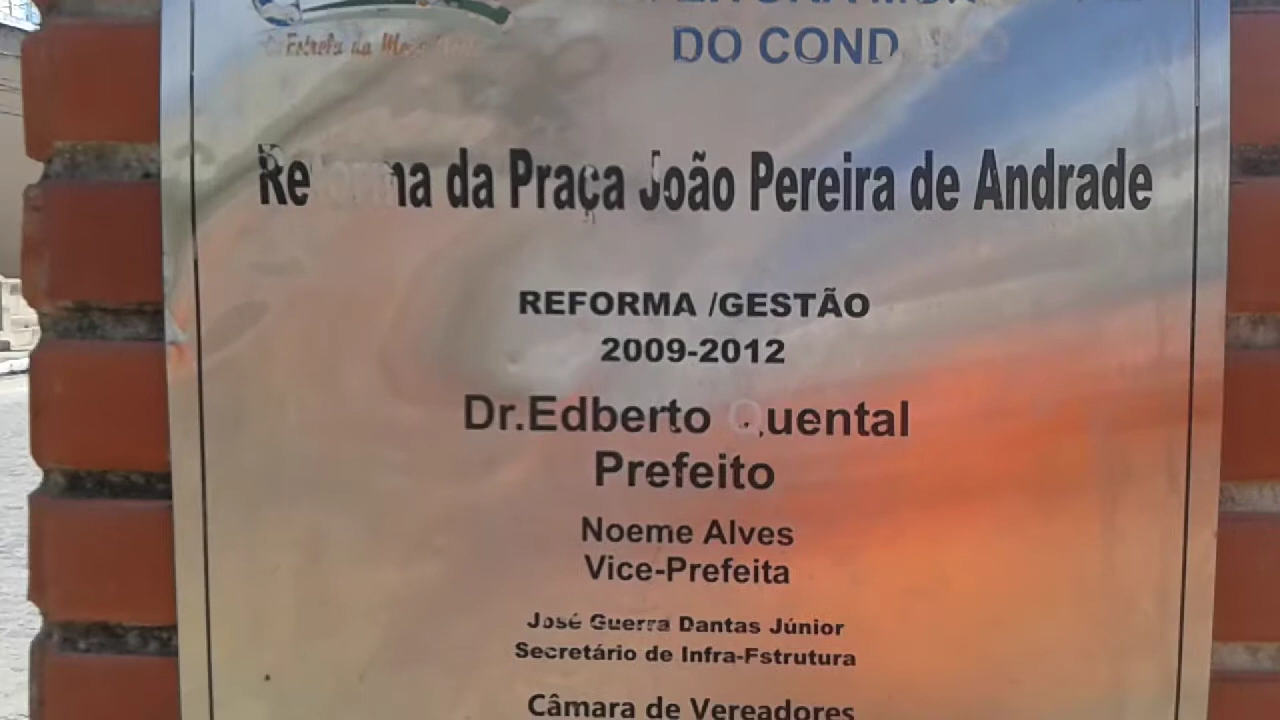 DO COND
Reforma da Praça João Pereira de Andrade
REFORMA /GESTÃO
2009-2012
Dr.Edberto Quental
Prefeito
Noeme Alves
Vice-Prefeita
José Guerra Dantas Júnior
Secretário de Infra-Estrutura
Câmara de Vereadores